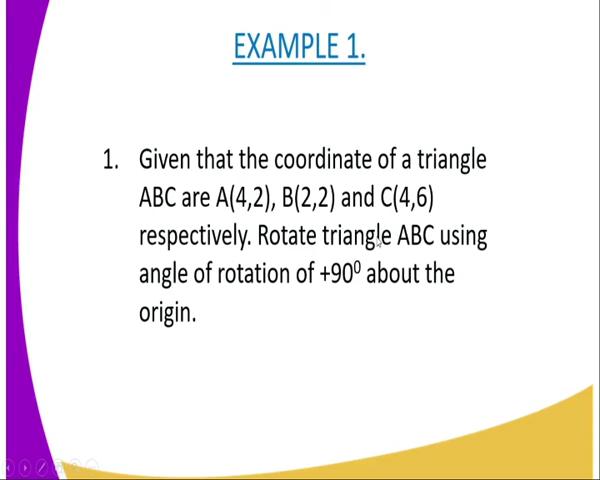 EXAMPLE 1.
1. Given that the coordinate of a triangle
ABC are A(4,2), B(2,2) and C(4,6)
respectively. Rotate triangle ABC using
angle of rotation of +90⁰ about the
origin.